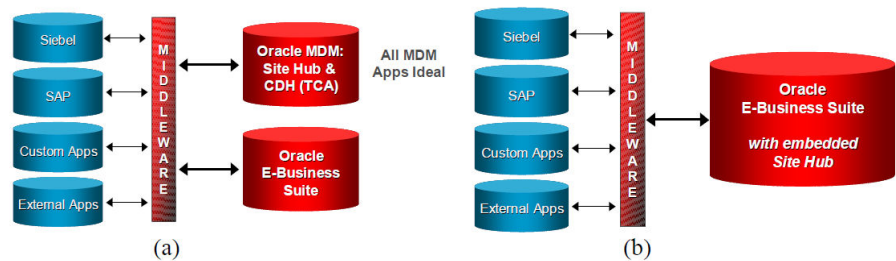 Siebel
SAP
Custom Apps
External Apps
MIDDLEWARE
Oracle MDM:
Site Hub &
CDH (TCA)
All MDM
Apps Ideal
Oracle
E-Business
Suite
(a)
Siebel
SAP
Custom Apps
External Apps
MIDDLEWARE
Oracle
E-Business Suite
with embedded
Site Hub
(b)